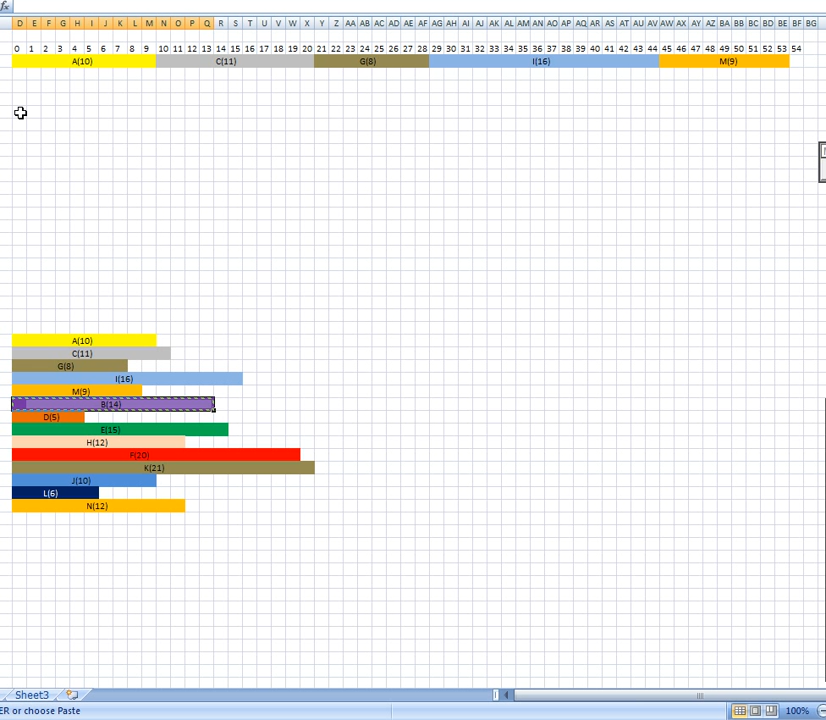 fx
D E F G H I J K L M N O P Q R S T U V W X Y Z AA AB AC AD AE AF AG AH AI AJ AK AL AM AN AO AP AQ AR AS AT AU AV AW AX AY AZ BA BB BC BD BE BF BG
0 1 2 3 4 5 6 7 8 9 10 11 12 13 14 15 16 17 18 19 20 21 22 23 24 25 26 27 28 29 30 31 32 33 34 35 36 37 38 39 40 41 42 43 44 45 46 47 48 49 50 51 52 53 54
A(10) C(11) G(8) I(16) M(9)
A(10)
C(11)
G(8)
I(16)
M(9)
B(14)
D(5)
E(15)
H(12)
F(20)
K(21)
J(10)
L(6)
N(12)
Sheet3
ER or choose Paste 100%